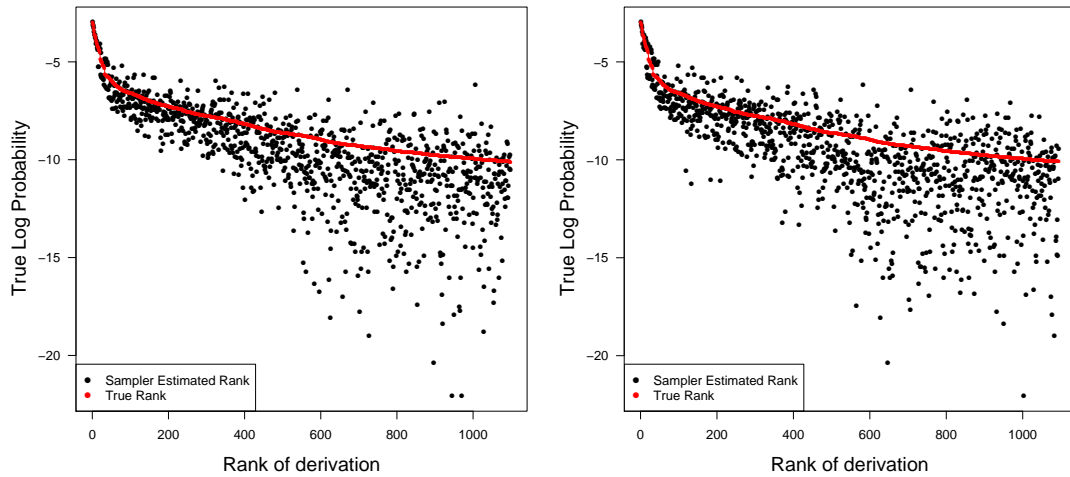 True Log Probability
−5
−10
−15
−20
Sampler Estimated Rank
True Rank
0 200 400 600 800 1000
Rank of derivation
True Log Probability
−5
−10
−15
−20
Sampler Estimated Rank
True Rank
0 200 400 600 800 1000
Rank of derivation